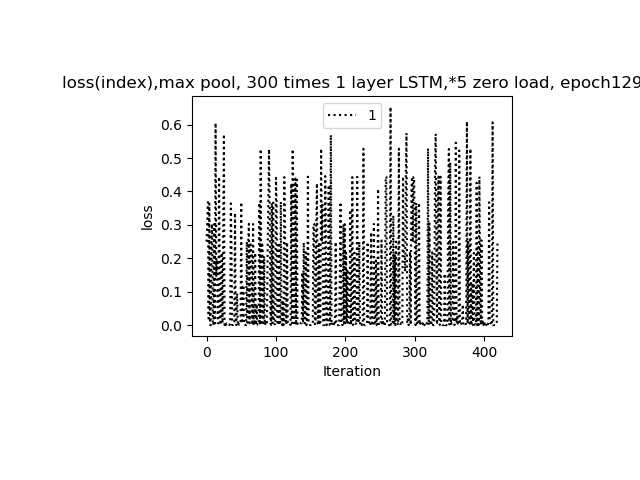 loss(index),max pool, 300 times 1 layer LSTM,*5 zero load, epoch129
1
0.6
0.5
0.4
0.3
0.2
0.1
0.0
loss
0 100 200 300 400
Iteration